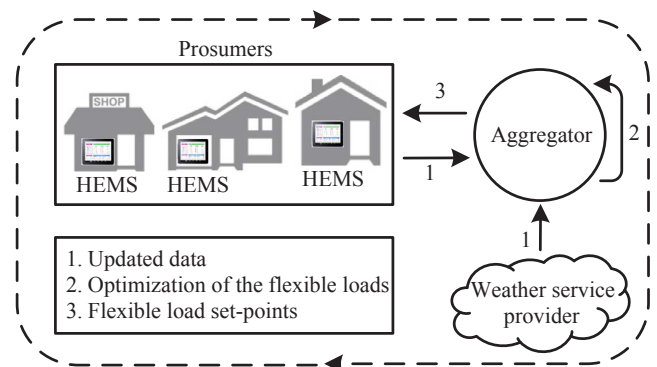 Prosumers
SHOP
HEMS
HEMS
HEMS
3
1
Aggregator
2
1
Weather service
provider
1. Updated data
2. Optimization of the flexible loads
3. Flexible load set-points